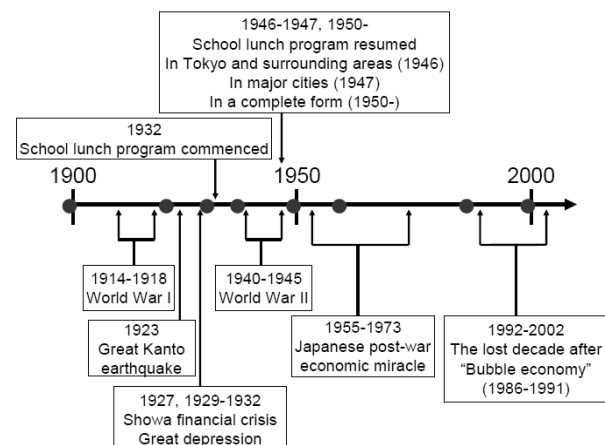 1946-1947, 1950-
School lunch program resumed
In Tokyo and surrounding areas (1946)
In major cities (1947)
In a complete form (1950-)
1932
School lunch program commenced
1900
1950
2000
1914-1918
World War I
1940-1945
World War II
1923
Great Kanto
earthquake
1955-1973
Japanese post-war
economic miracle
1992-2002
The lost decade after
“Bubble economy”
(1986-1991)
1927, 1929-1932
Showa financial crisis
Great depression